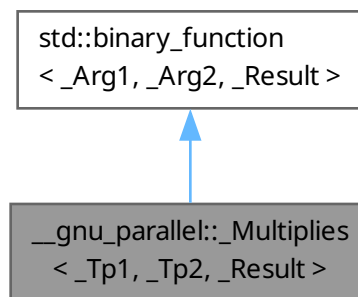 std::binary_function
< _Arg1, _Arg2, _Result >
__gnu_parallel::_Multiplies
< _Tp1, _Tp2, _Result >